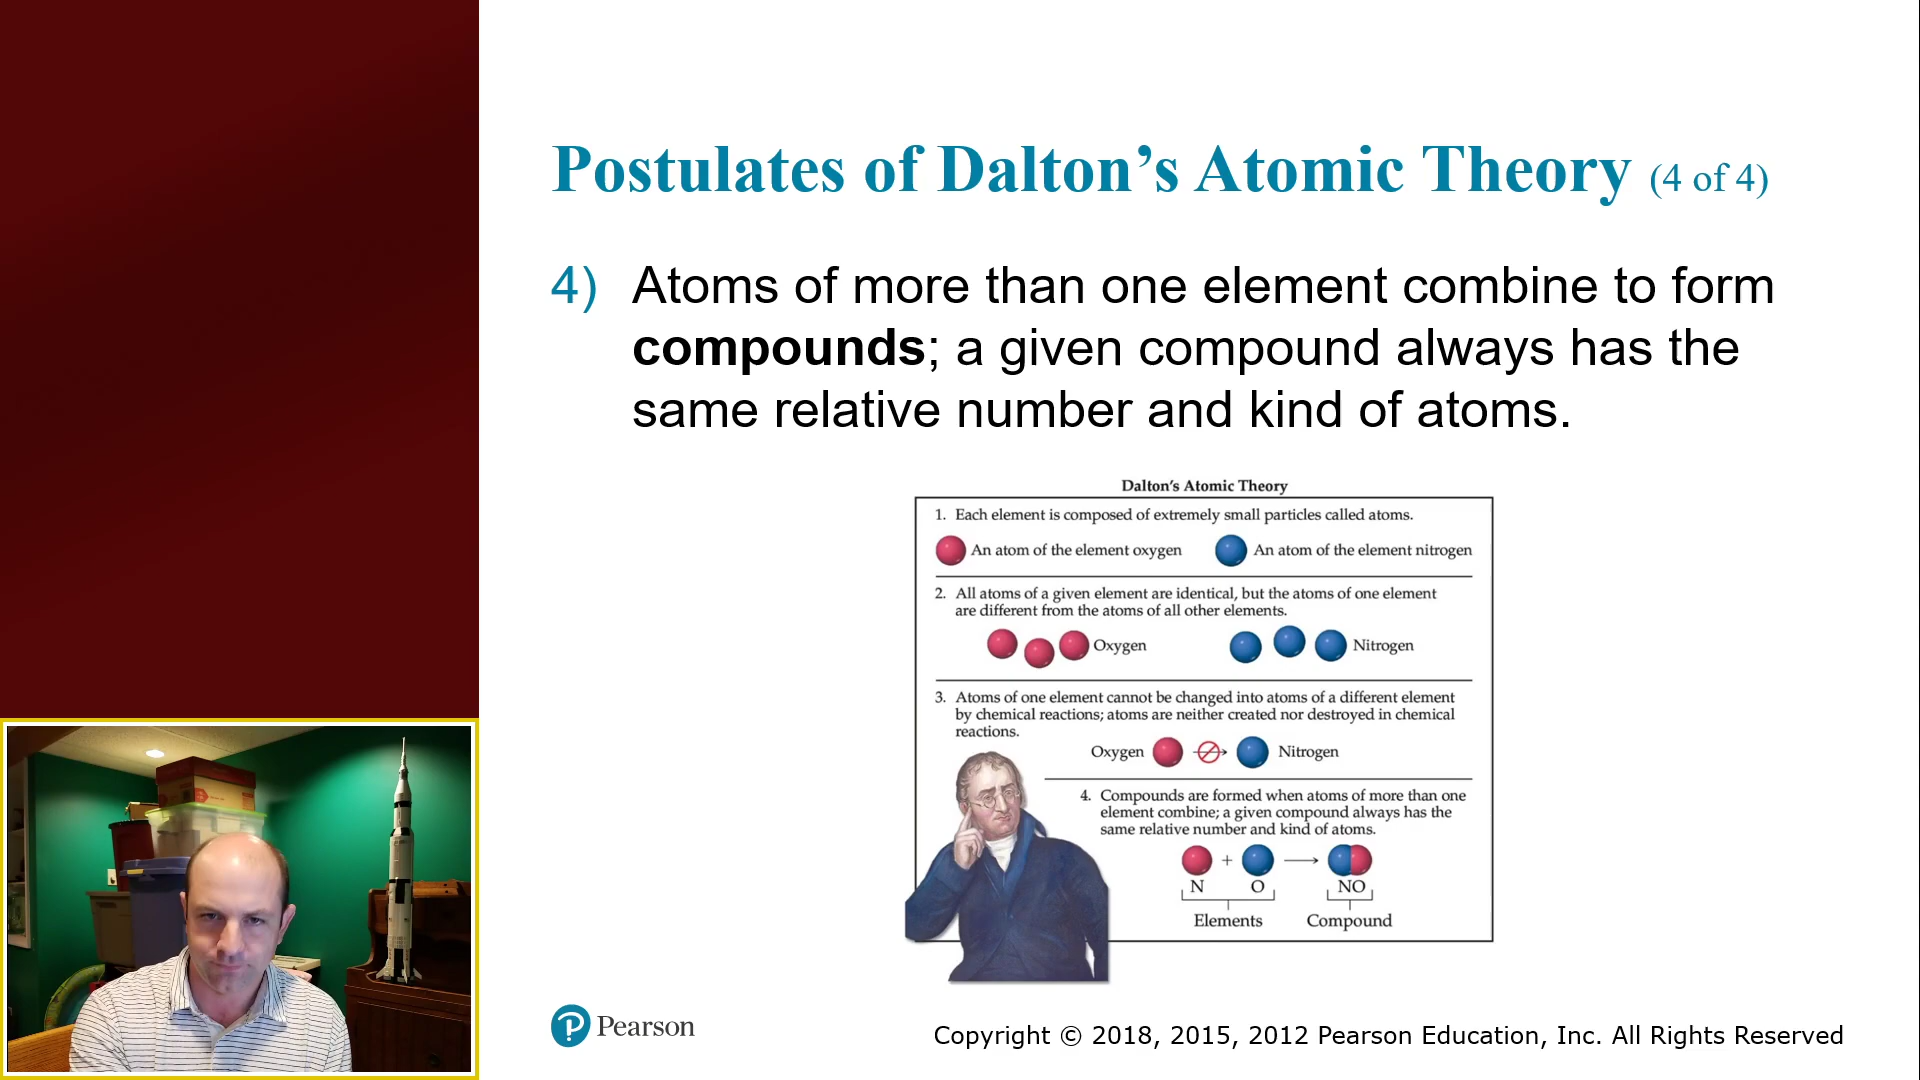 Postulates of Dalton’s Atomic Theory (4 of 4)
4) Atoms of more than one element combine to form
compounds; a given compound always has the
same relative number and kind of atoms.
Dalton’s Atomic Theory
1. Each element is composed of extremely small particles called atoms.
An atom of the element oxygen An atom of the element nitrogen
2. All atoms of a given element are identical, but the atoms of one element
are different from the atoms of all other elements.
Oxygen Nitrogen
3. Atoms of one element cannot be changed into atoms of a different element
by chemical reactions; atoms are neither created nor destroyed in chemical
reactions.
Oxygen Nitrogen
4. Compounds are formed when atoms of more than one
element combine; a given compound always has the
same relative number and kind of atoms.
+
N O NO
Elements Compound
P Pearson
Copyright © 2018, 2015, 2012 Pearson Education, Inc. All Rights Reserved